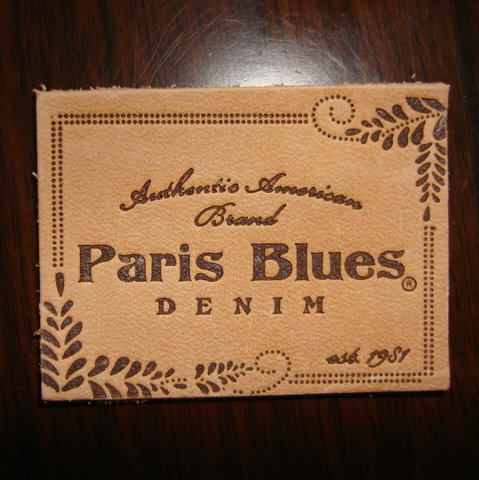 Authentic American
Brand
Paris Blues®
DENIM
est. 1981